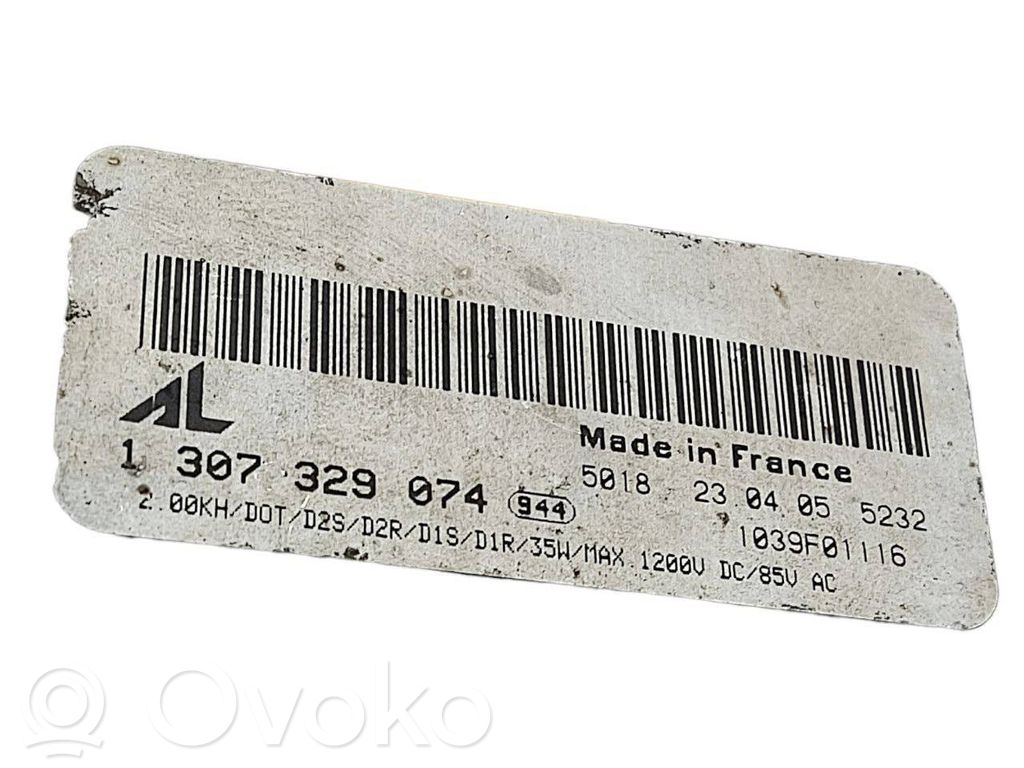 AL
Made in France
1 307 329 074 944
5018 23.04.05 5232
1039F01116
2.00KH/DOT/D2S/D2R/D1S/D1R/35W/MAX.1200V DC/85V AC
Ovoko